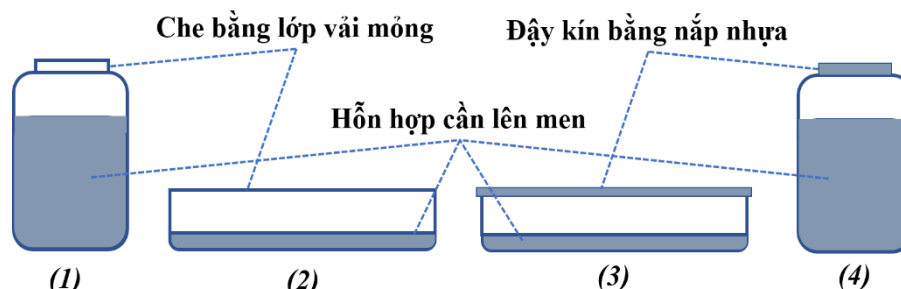 Che bằng lớp vải mỏng
Đậy kín bằng nắp nhựa
Hỗn hợp cần lên men
(1)
(2)
(3)
(4)